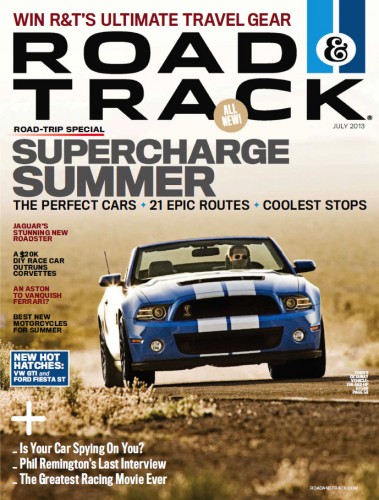 WIN R&T'S ULTIMATE TRAVEL GEAR
ROAD &
TRACK
ALL NEW!
JULY 2013
ROAD-TRIP SPECIAL
SUPERCHARGE
SUMMER
THE PERFECT CARS + 21 EPIC ROUTES + COOLEST STOPS
JAGUAR'S
STUNNING NEW
ROADSTER
A $20K
DIY RACE CAR
OUTRUNS
CORVETTES
AN ASTON
TO VANQUISH
FERRARI?
BEST NEW
MOTORCYCLES
FOR SUMMER
NEW HOT
HATCHES:
VW GTI AND
FORD FIESTA ST
+
Is Your Car Spying On You?
Phil Remington's Last Interview
The Greatest Racing Movie Ever
ROADANDTRACK.COM